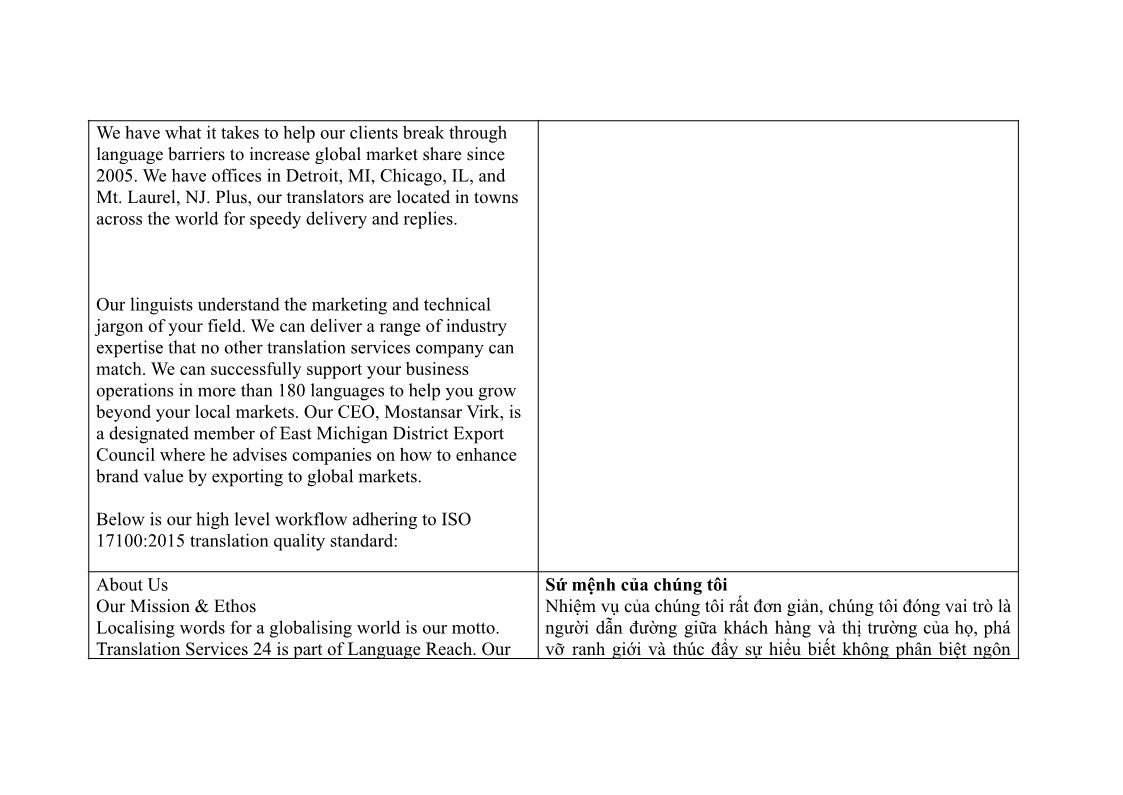 We have what it takes to help our clients break through
language barriers to increase global market share since
2005. We have offices in Detroit, MI, Chicago, IL, and
Mt. Laurel, NJ. Plus, our translators are located in towns
across the world for speedy delivery and replies.
Our linguists understand the marketing and technical
jargon of your field. We can deliver a range of industry
expertise that no other translation services company can
match. We can successfully support your business
operations in more than 180 languages to help you grow
beyond your local markets. Our CEO, Mostansar Virk, is
a designated member of East Michigan District Export
Council where he advises companies on how to enhance
brand value by exporting to global markets.
Below is our high level workflow adhering to ISO
17100:2015 translation quality standard:
About Us
Our Mission & Ethos
Localising words for a globalising world is our motto.
Translation Services 24 is part of Language Reach. Our
Sứ mệnh của chúng tôi
Nhiệm vụ của chúng tôi rất đơn giản, chúng tôi đóng vai trò là
người dẫn đường giữa khách hàng và thị trường của họ, phá
vỡ ranh giới và thúc đẩy sự hiểu biết không phân biệt ngôn